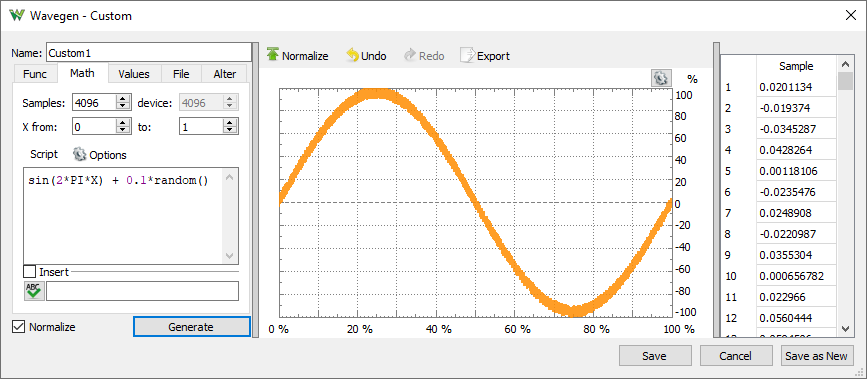 Wavegen - Custom
Name: Custom1
Func Math Values File Alter
Samples: 4096 device: 4096
X from: 0 to: 1
Script Options
sin(2*PI*X) + 0.1*random()
Insert
ABC
Normalize Generate
Normalize Undo Redo Export
%
100
80
60
40
20
0
-20
-40
-60
-80
-100
0 % 20 % 40 % 60 % 80 % 100 %
Sample
1 0.0201134
2 -0.019374
3 -0.0345287
4 0.0428264
5 0.00118106
6 -0.0235476
7 0.0248908
8 -0.0220987
9 0.0355304
10 0.000656782
11 0.022966
12 0.0560444
Save Cancel Save as New